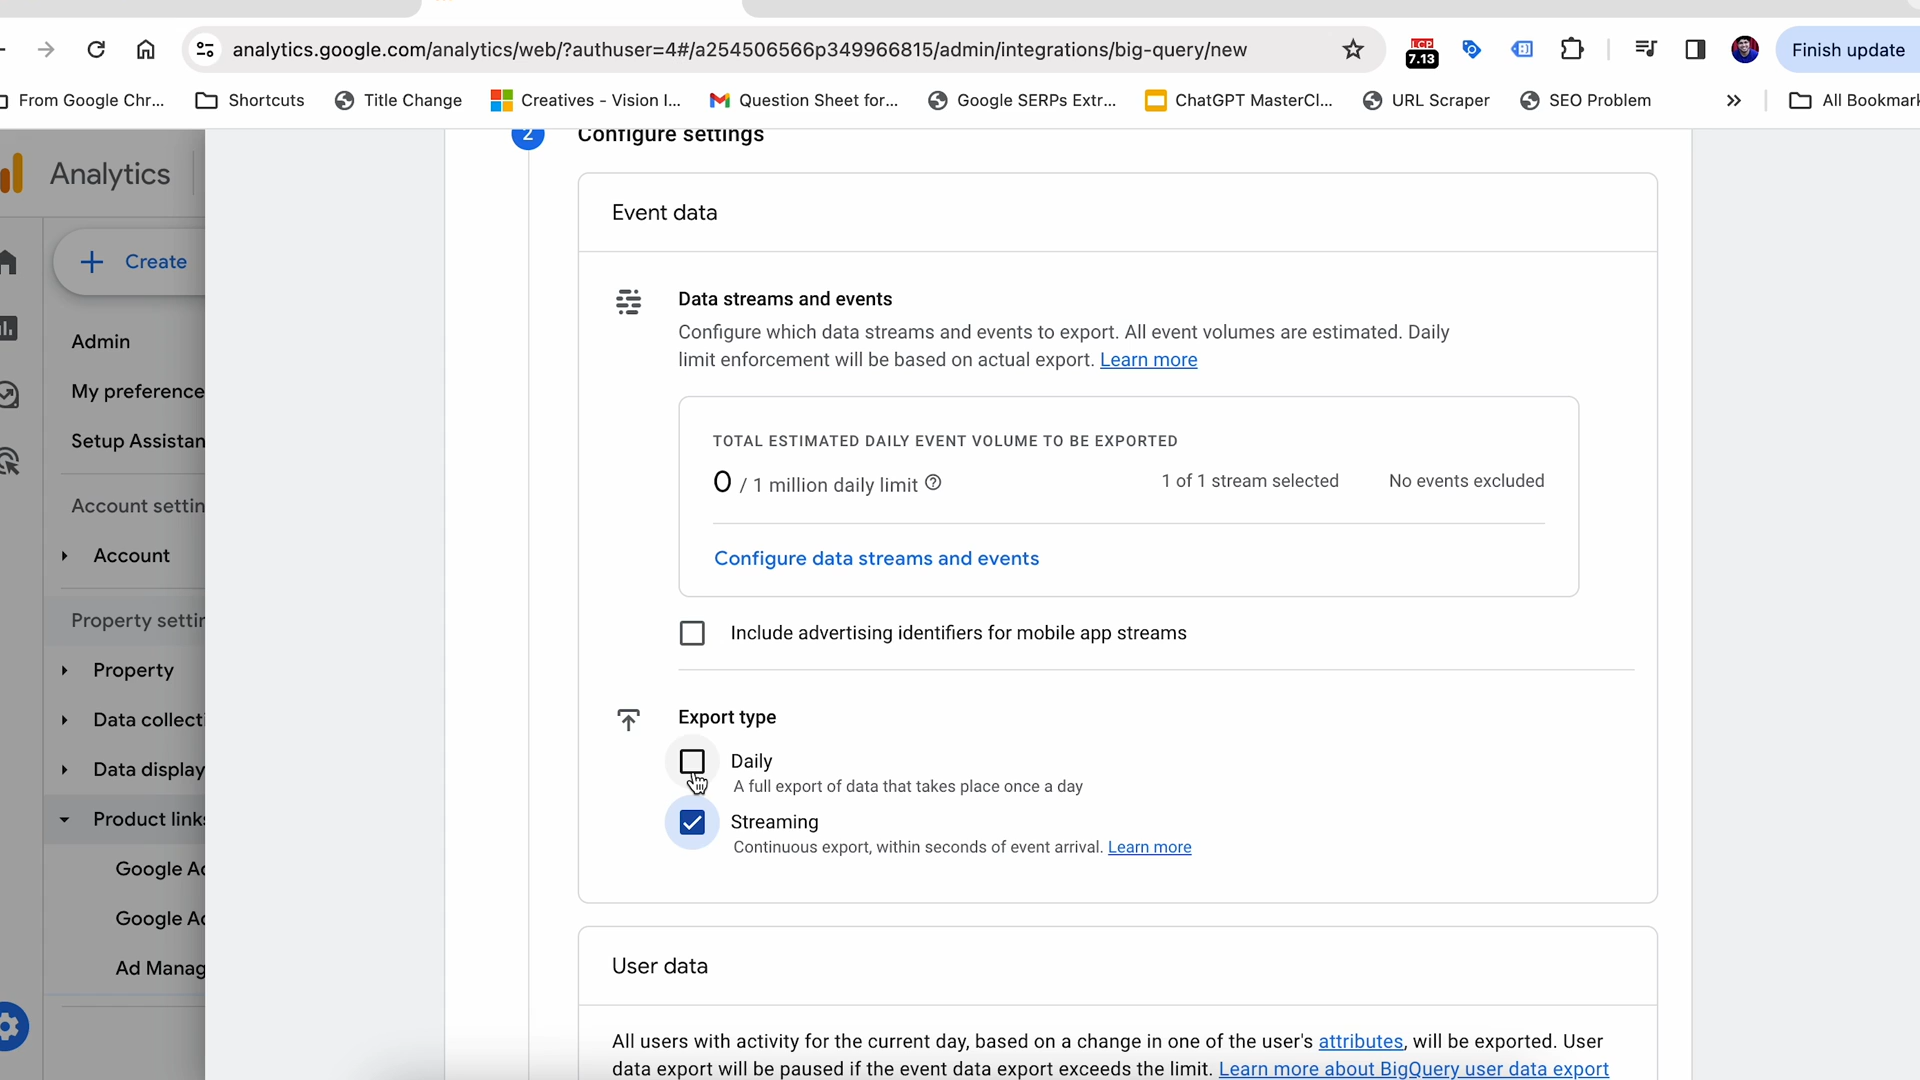 analytics.google.com/analytics/web/?authuser=4#/a254506566p349966815/admin/integrations/big-query/new
LCP
7.13
Finish update
From Google Chr...
Shortcuts
Title Change
Creatives - Vision I...
Question Sheet for...
Google SERPs Extr...
ChatGPT MasterCl...
URL Scraper
SEO Problem
»
All Bookmark
2
Configure settings
Analytics
Create
Admin
My preference
Setup Assistan
Account settin
Account
Property settin
Property
Data collecti
Data display
Product links
Google Ad
Google Ad
Ad Manag
Event data
Data streams and events
Configure which data streams and events to export. All event volumes are estimated. Daily
limit enforcement will be based on actual export. Learn more
TOTAL ESTIMATED DAILY EVENT VOLUME TO BE EXPORTED
0 / 1 million daily limit
1 of 1 stream selected
No events excluded
Configure data streams and events
Include advertising identifiers for mobile app streams
Export type
Daily
A full export of data that takes place once a day
Streaming
Continuous export, within seconds of event arrival. Learn more
User data
All users with activity for the current day, based on a change in one of the user's attributes, will be exported. User
data export will be paused if the event data export exceeds the limit. Learn more about BigQuery user data export